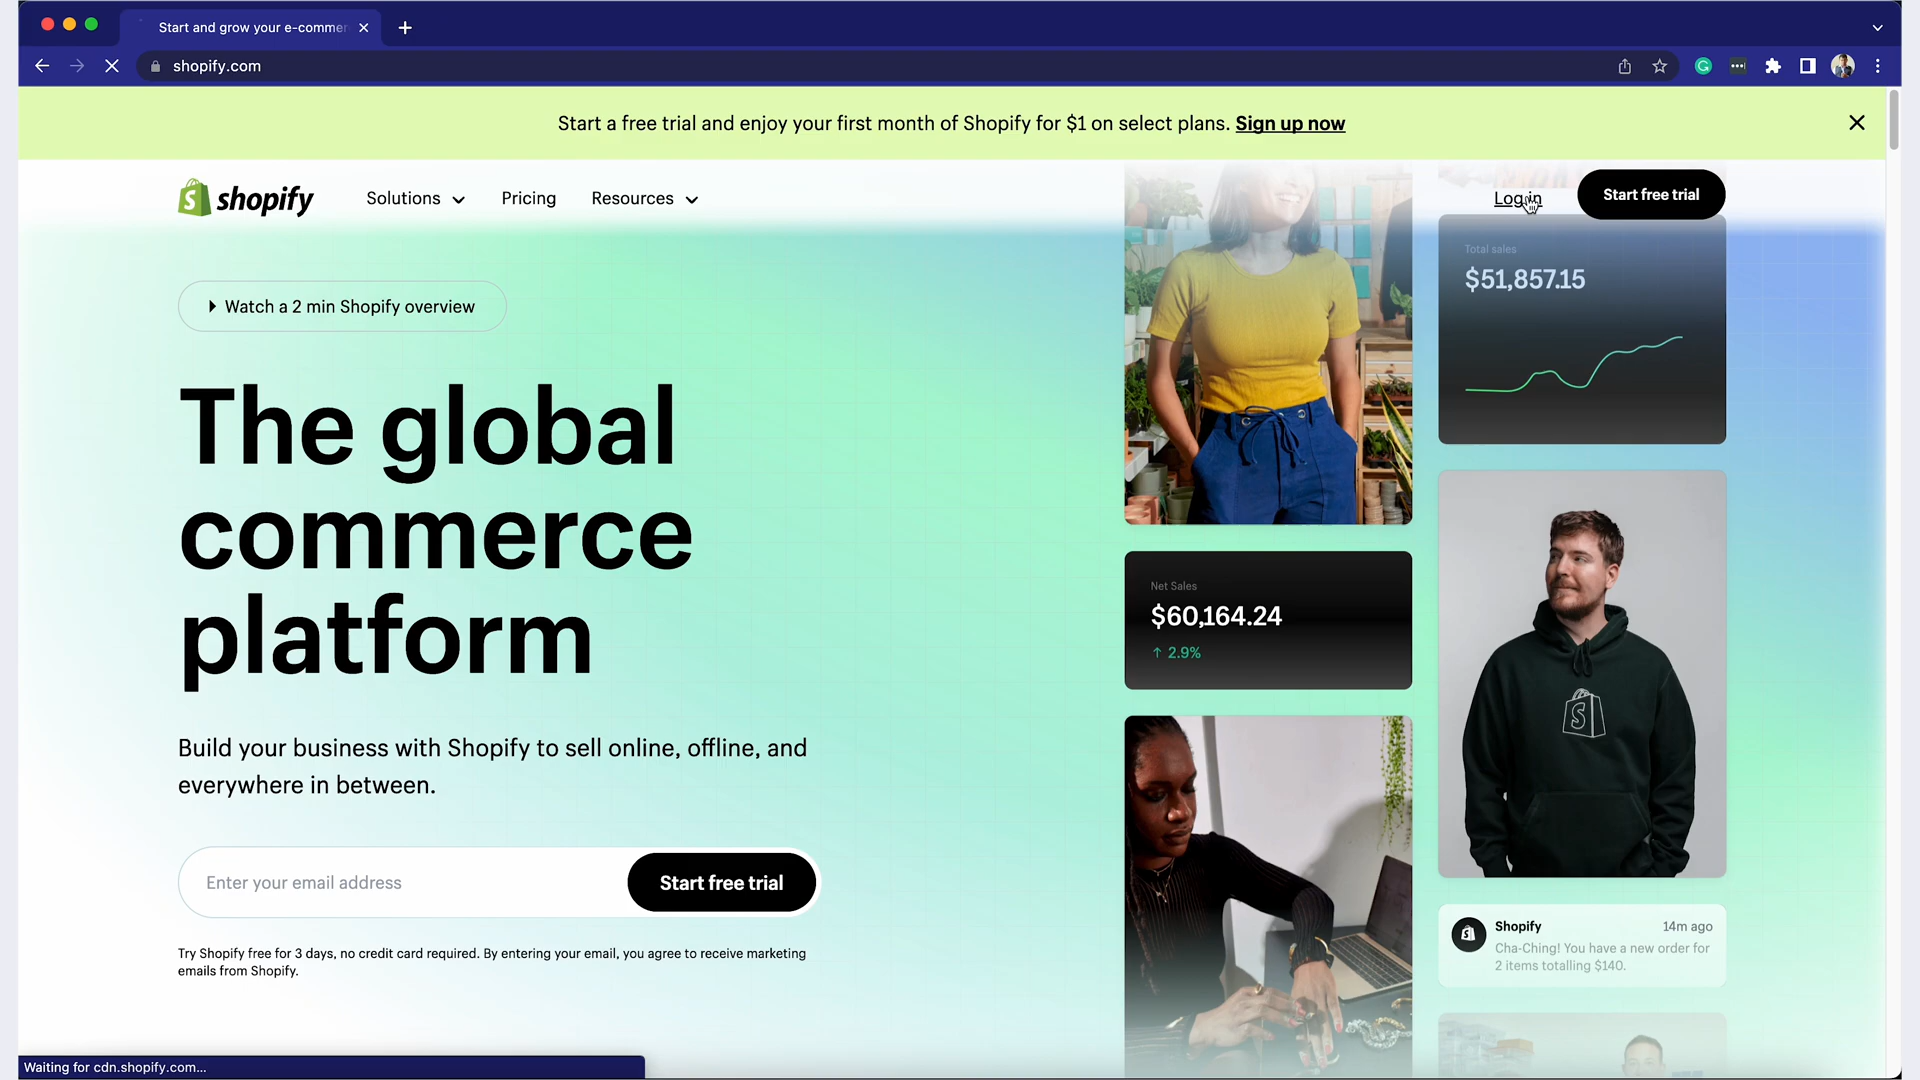 Start and grow your e-commer
shopify.com
Start a free trial and enjoy your first month of Shopify for $1 on select plans. Sign up now
shopify
Solutions
Pricing
Resources
Log in
Start free trial
Watch a 2 min Shopify overview
The global
commerce
platform
Build your business with Shopify to sell online, offline, and
everywhere in between.
Enter your email address
Start free trial
Try Shopify free for 3 days, no credit card required. By entering your email, you agree to receive marketing
emails from Shopify.
Net Sales
$60,164.24
↑ 2.9%
Total sales
$51,857.15
Shopify
14m ago
Cha-Ching! You have a new order for
2 items totalling $140.
Waiting for cdn.shopify.com...